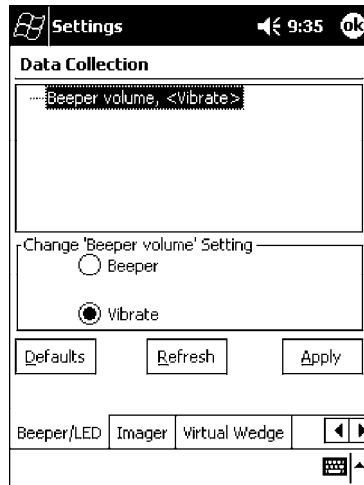 Settings 9:35 ok
Data Collection
Beeper volume, <Vibrate>
Change 'Beeper volume' Setting
Beeper
Vibrate
Defaults Refresh Apply
Beeper/LED Imager Virtual Wedge